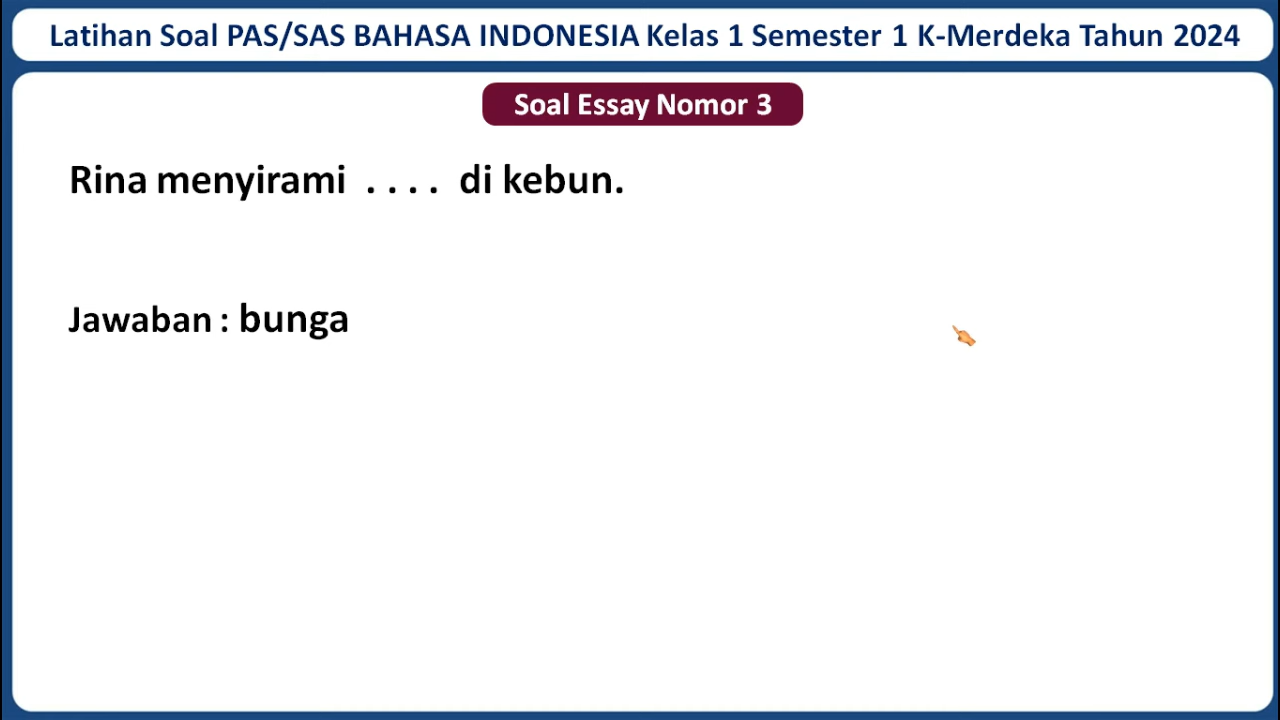 Latihan Soal PAS/SAS BAHASA INDONESIA Kelas 1 Semester 1 K-Merdeka Tahun 2024
Soal Essay Nomor 3
Rina menyirami . . . . di kebun.
Jawaban : bunga